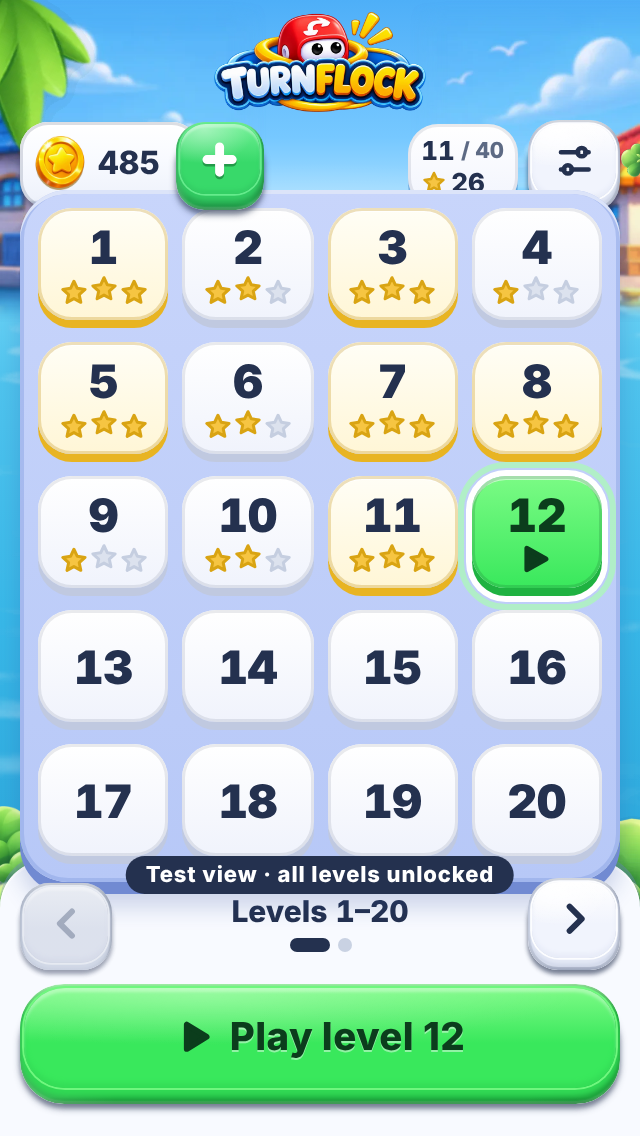 TURNFLOCK
485
11 / 40
26
1 2 3 4
5 6 7 8
9 10 11 12
13 14 15 16
17 18 19 20
Test view · all levels unlocked
Levels 1–20
Play level 12